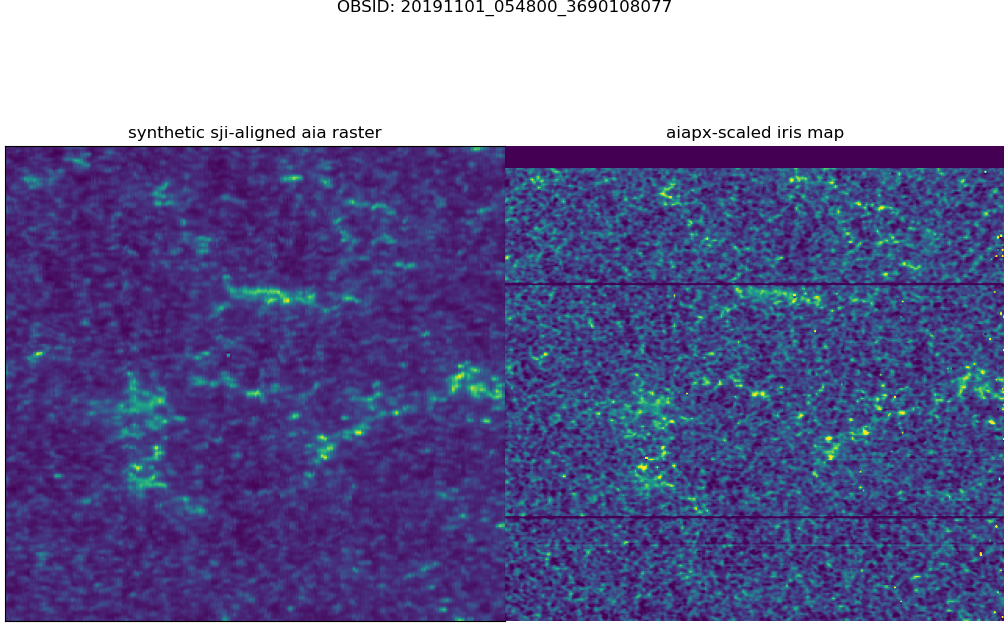 OBSID: 20191101_054800_3690108077
synthetic sji-aligned aia raster
aiapx-scaled iris map